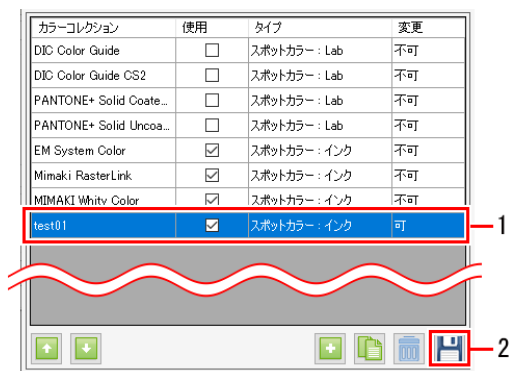 カラーコレクション 使用 タイプ 変更
DIC Color Guide スポットカラー：Lab 不可
DIC Color Guide CS2 スポットカラー：Lab 不可
PANTONE+ Solid Coate... スポットカラー：Lab 不可
PANTONE+ Solid Uncoa... スポットカラー：Lab 不可
EM System Color スポットカラー：インク 不可
Mimaki RasterLink スポットカラー：インク 不可
MIMAKI Whity Color スポットカラー：インク 不可
test01 スポットカラー：インク 可
1
2